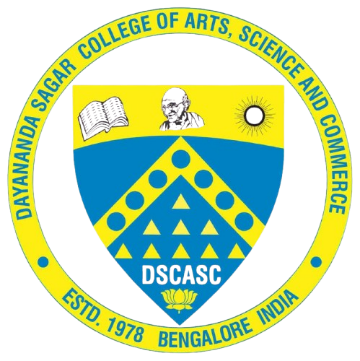 DAYANANDA SAGAR COLLEGE OF ARTS, SCIENCE AND COMMERCE
DSCASC
ESTD. 1978 BENGALORE INDIA